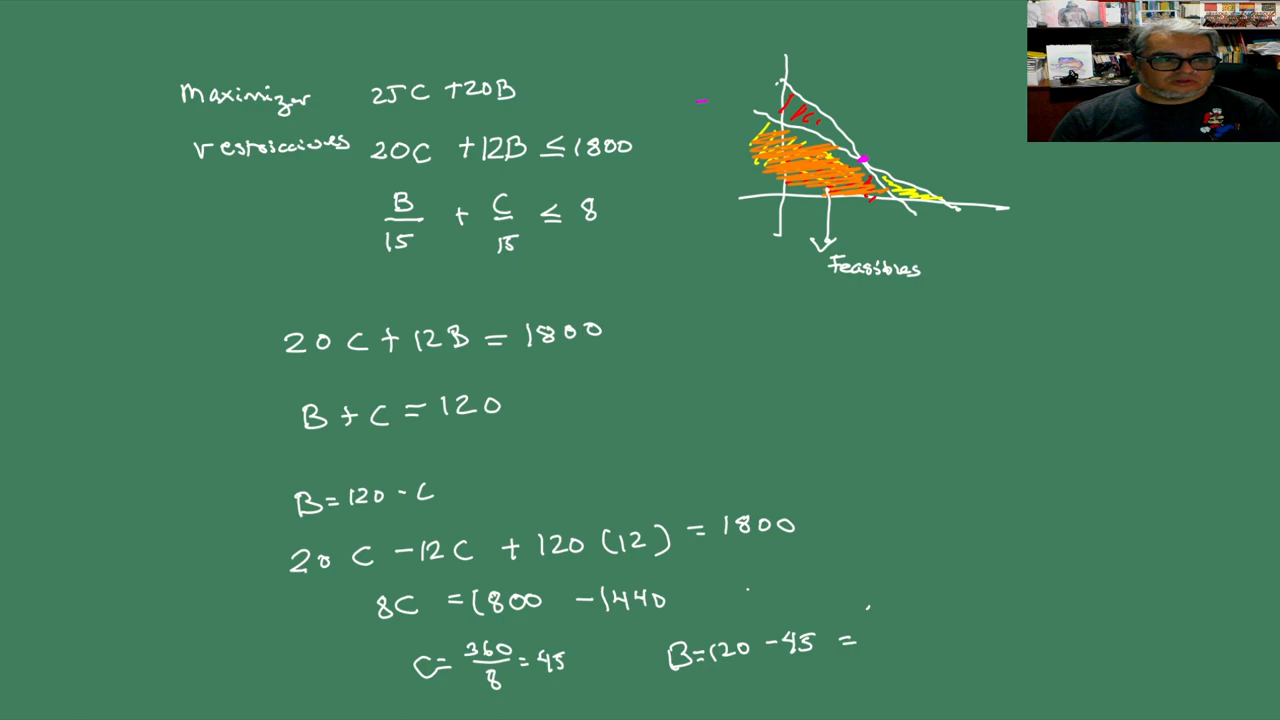 Maximizar 25C + 20B
restricciones 20C + 12B ≤ 1800
B/15 + C/15 ≤ 8
Feasibles
20C + 12B = 1800
B + C = 120
B = 120 - C
20C - 12C + 120(12) = 1800
8C = 1800 - 1440
C = 360/8 = 45 B = 120 - 45 =